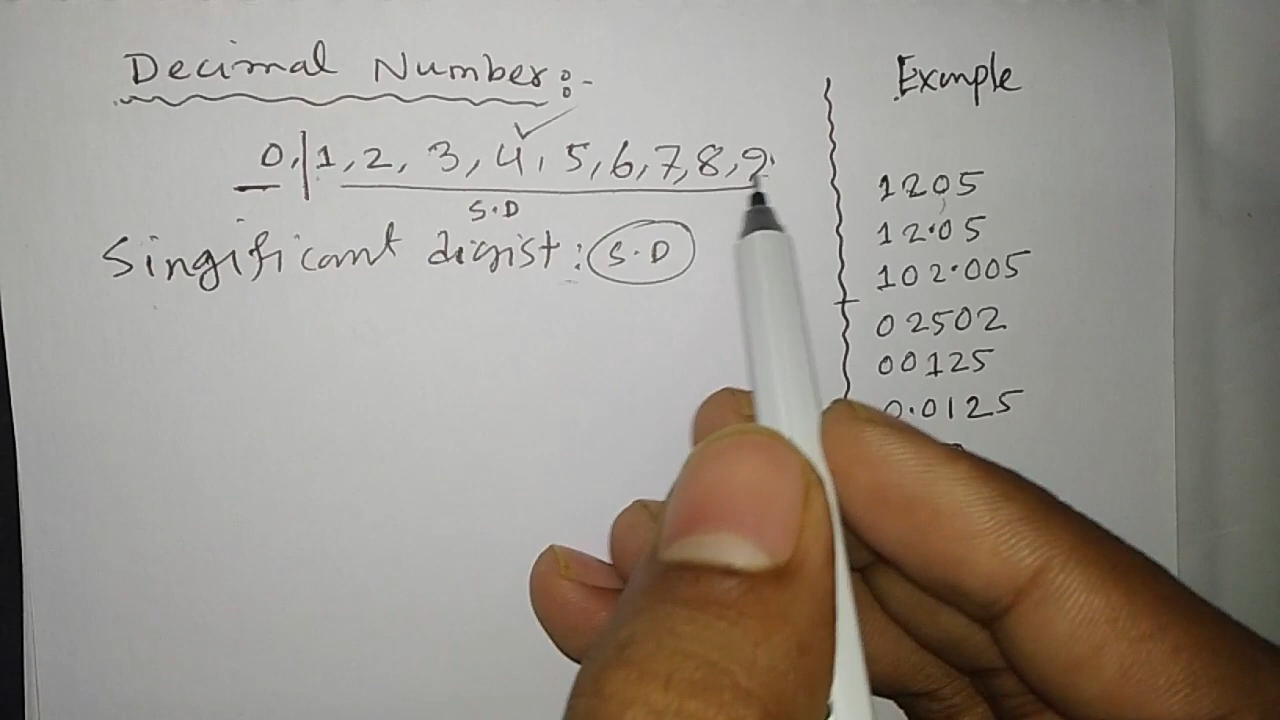 Decimal Number:-
0, 1, 2, 3, 4, 5, 6, 7, 8, 9
S.D
Singificant digist: S.D
Exmple
1205
12.05
102.005
02502
00125
0.0125